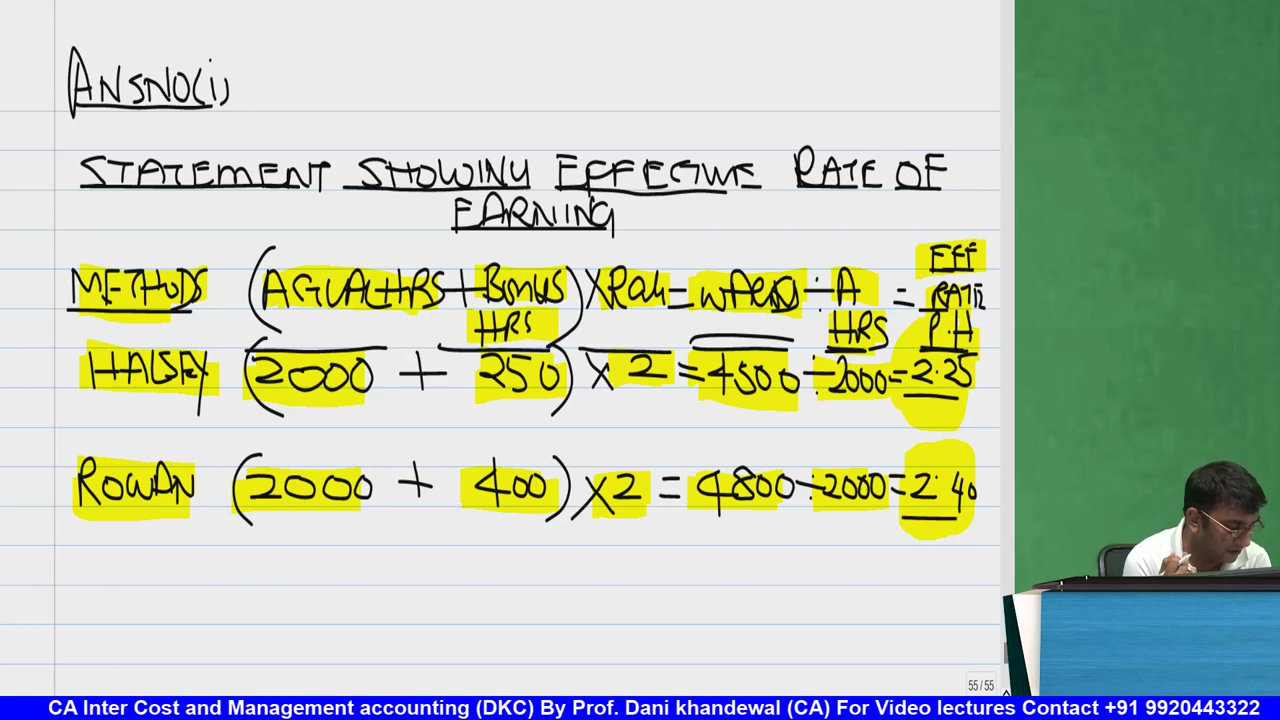 ANSNO(i)
STATEMENT SHOWING EFFECTIVE RATE OF
EARNING
METHODS (ACTUAL HRS + BONUS HRS) × Rate = WAGES ÷ A HRS = EFF RATE P.H
HALSEY (2000 + 250) × 2 = 4500 ÷ 2000 = 2.25
ROWAN (2000 + 400) × 2 = 4800 ÷ 2000 = 2.40
55 / 55
CA Inter Cost and Management accounting (DKC) By Prof. Dani khandewal (CA) For Video lectures Contact +91 9920443322